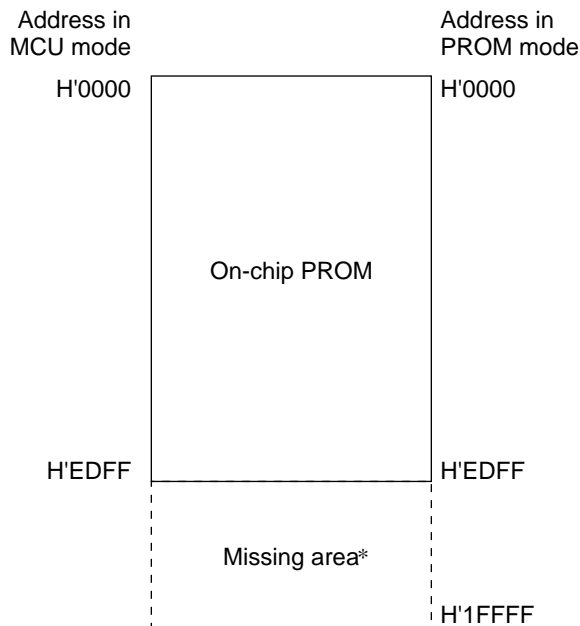 Address in
MCU mode
Address in
PROM mode
H'0000
H'0000
On-chip PROM
H'EDFF
H'EDFF
Missing area*
H'1FFFF